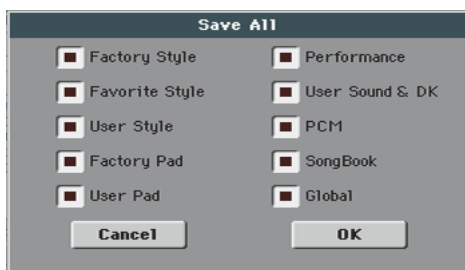 Save All
Factory Style
Performance
Favorite Style
User Sound & DK
User Style
PCM
Factory Pad
SongBook
User Pad
Global
Cancel
OK